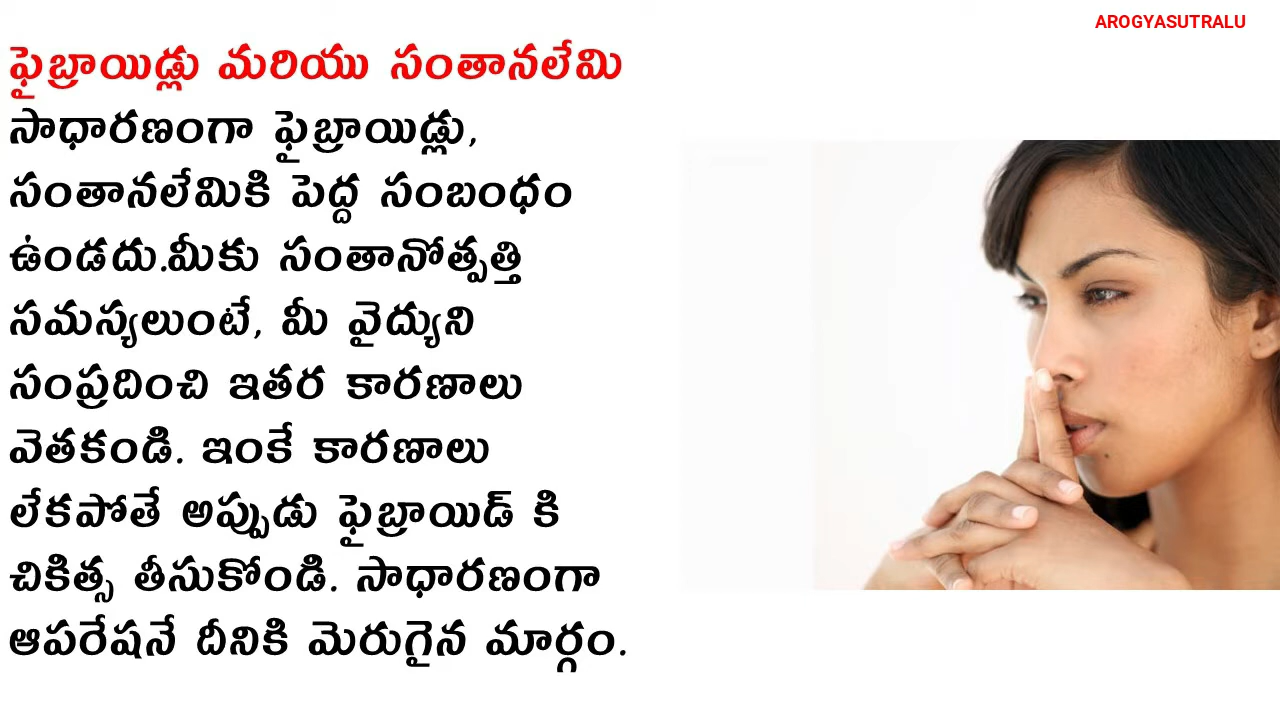 AROGYASUTRALU
ఫైబ్రాయిడ్లు మరియు సంతానలేమి
సాధారణంగా ఫైబ్రాయిడ్లు,
సంతానలేమికి పెద్ద సంబంధం
ఉండదు.మీకు సంతానోత్పత్తి
సమస్యలుంటే, మీ వైద్యుని
సంప్రదించి ఇతర కారణాలు
వెతకండి. ఇంకే కారణాలు
లేకపోతే అప్పుడు ఫైబ్రాయిడ్ కి
చికిత్స తీసుకోండి. సాధారణంగా
ఆపరేషనే దీనికి మెరుగైన మార్గం.